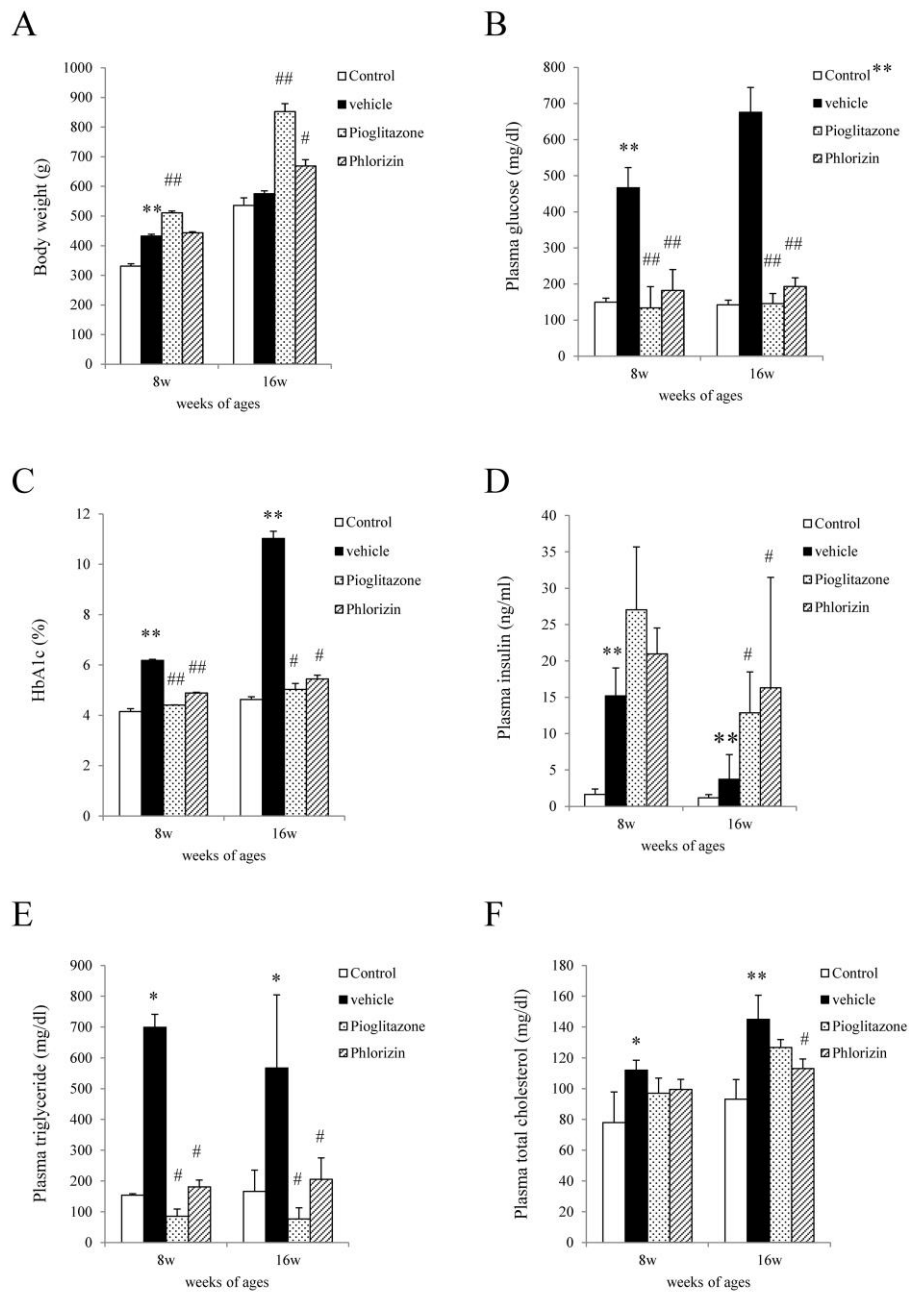 A
Body weight (g)
1000
900
800
700
600
500
400
300
200
100
0
**
##
##
#
Control
vehicle
Pioglitazone
Phlorizin
8w
16w
weeks of ages
B
Plasma glucose (mg/dl)
800
700
600
500
400
300
200
100
0
**
##
##
##
##
Control **
vehicle
Pioglitazone
Phlorizin
8w
16w
weeks of ages
C
HbA1c (%)
12
10
8
6
4
2
0
**
##
##
**
#
#
Control
vehicle
Pioglitazone
Phlorizin
8w
16w
weeks of ages
D
Plasma insulin (ng/ml)
40
35
30
25
20
15
10
5
0
**
**
#
#
Control
vehicle
Pioglitazone
Phlorizin
8w
16w
weeks of ages
E
Plasma triglyceride (mg/dl)
900
800
700
600
500
400
300
200
100
0
*
#
#
*
#
#
Control
vehicle
Pioglitazone
Phlorizin
8w
16w
weeks of ages
F
Plasma total cholesterol (mg/dl)
180
160
140
120
100
80
60
40
20
0
*
**
#
Control
vehicle
Pioglitazone
Phlorizin
8w
16w
weeks of ages